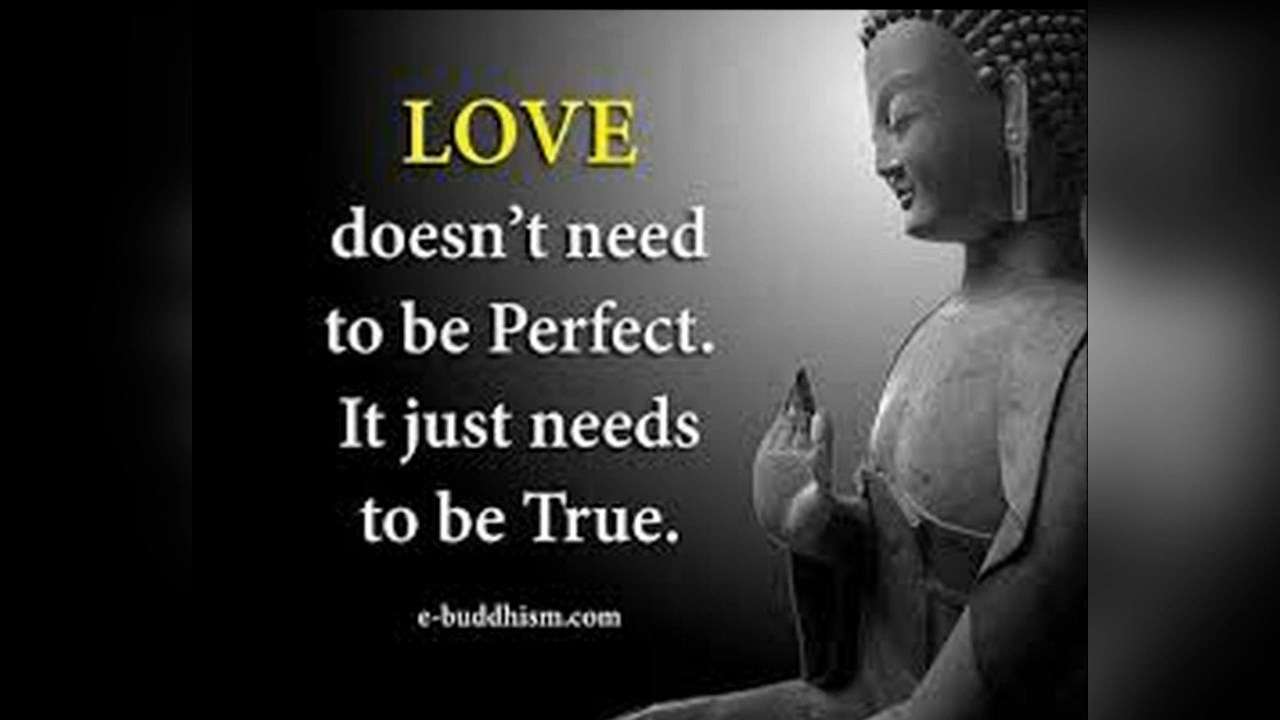 LOVE
doesn’t need
to be Perfect.
It just needs
to be True.
e-buddhism.com